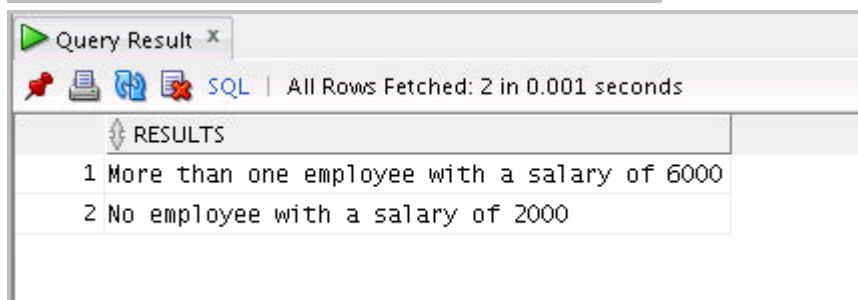 Query Result x
SQL | All Rows Fetched: 2 in 0.001 seconds
RESULTS
1 More than one employee with a salary of 6000
2 No employee with a salary of 2000